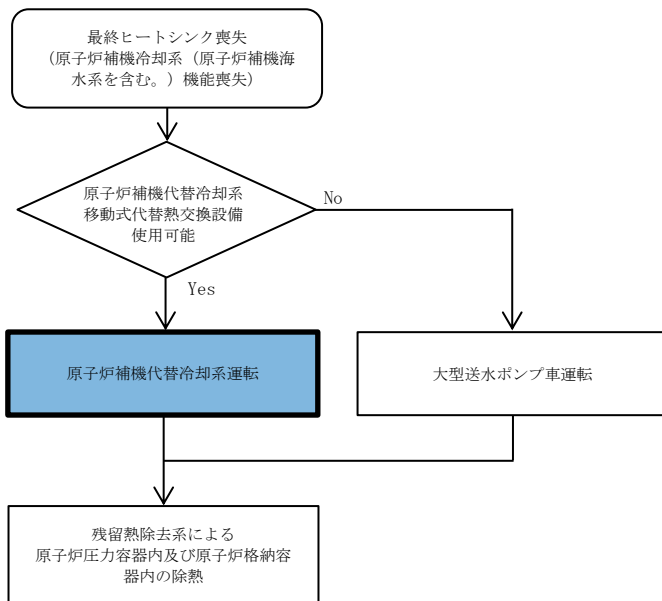 最終ヒートシンク喪失
（原子炉補機冷却系（原子炉補機海
水系を含む。）機能喪失）
原子炉補機代替冷却系
移動式代替熱交換設備
使用可能
No
Yes
原子炉補機代替冷却系運転
大型送水ポンプ車運転
残留熱除去系による
原子炉圧力容器内及び原子炉格納容
器内の除熱